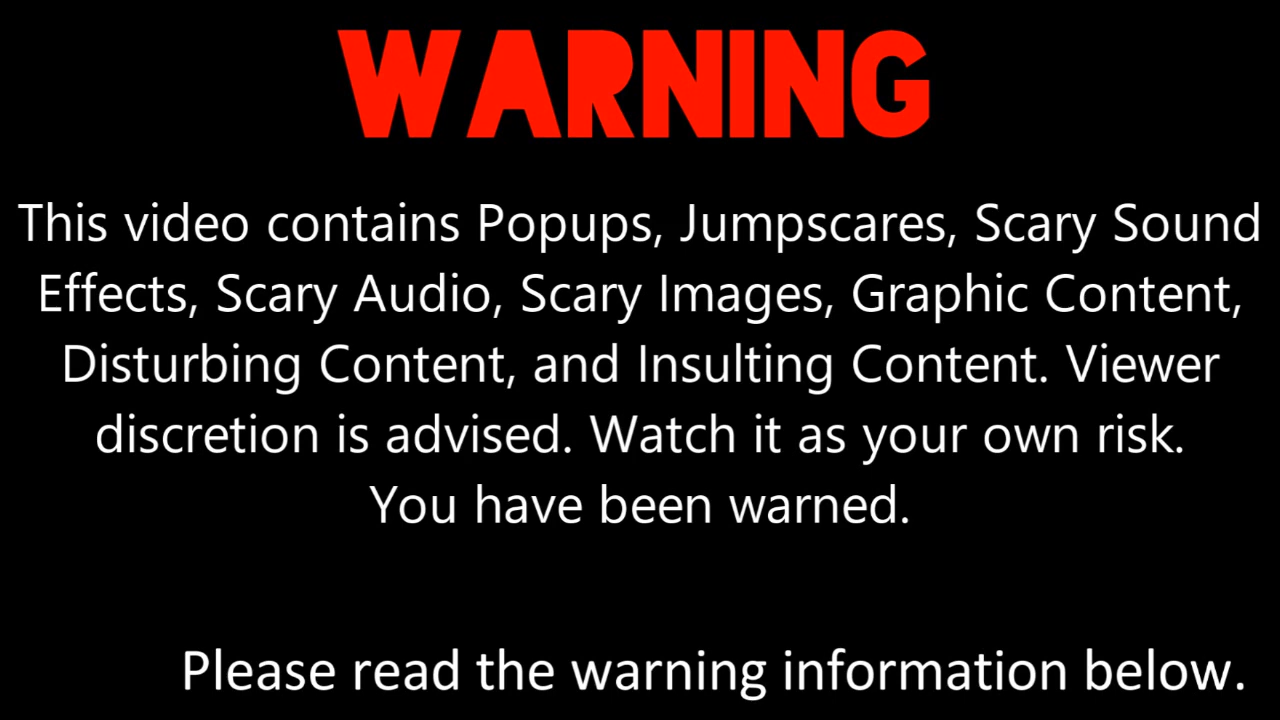 WARNING
This video contains Popups, Jumpscares, Scary Sound
Effects, Scary Audio, Scary Images, Graphic Content,
Disturbing Content, and Insulting Content. Viewer
discretion is advised. Watch it as your own risk.
You have been warned.
Please read the warning information below.